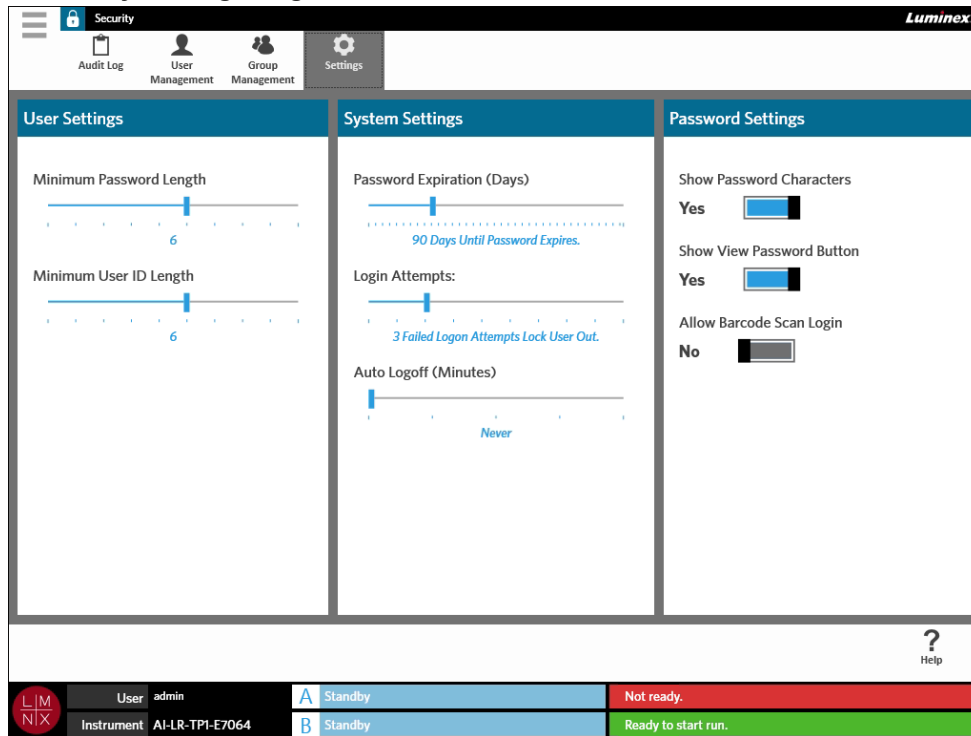 Security
Luminex
Audit Log
User
Management
Group
Management
Settings
User Settings
Minimum Password Length
6
Minimum User ID Length
6
System Settings
Password Expiration (Days)
90 Days Until Password Expires.
Login Attempts:
3 Failed Logon Attempts Lock User Out.
Auto Logoff (Minutes)
Never
Password Settings
Show Password Characters
Yes
Show View Password Button
Yes
Allow Barcode Scan Login
No
?
Help
L M
N X
User admin
A Standby
Not ready.
Instrument AI-LR-TP1-E7064
B Standby
Ready to start run.